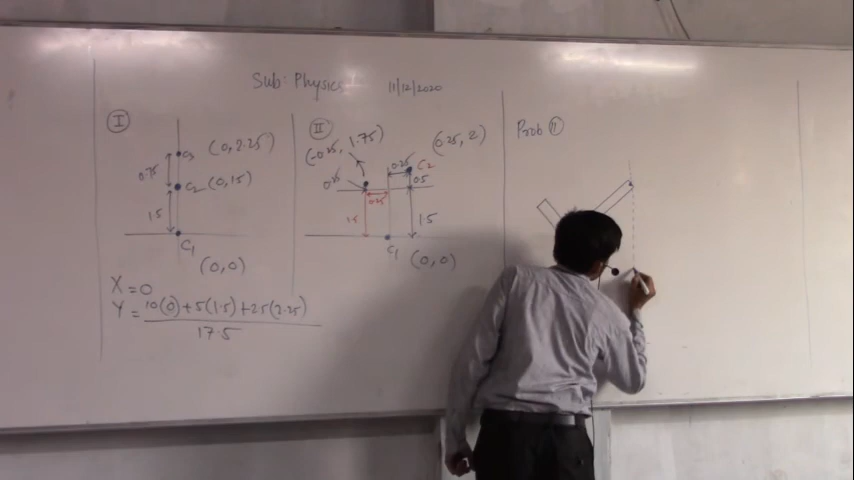 Sub: Physics 11/12/2020
I
C3 (0, 2.25)
0.75
C2 (0, 1.5)
1.5
C1
(0,0)
X = 0
Y = 10(0)+5(1.5)+2.5(2.25)
17.5
II
(-0.25, 1.75)
(0.25, 2)
0.25 C2
0.25 0.5
0.25
1.5 1.5
C1 (0,0)
Prob 11